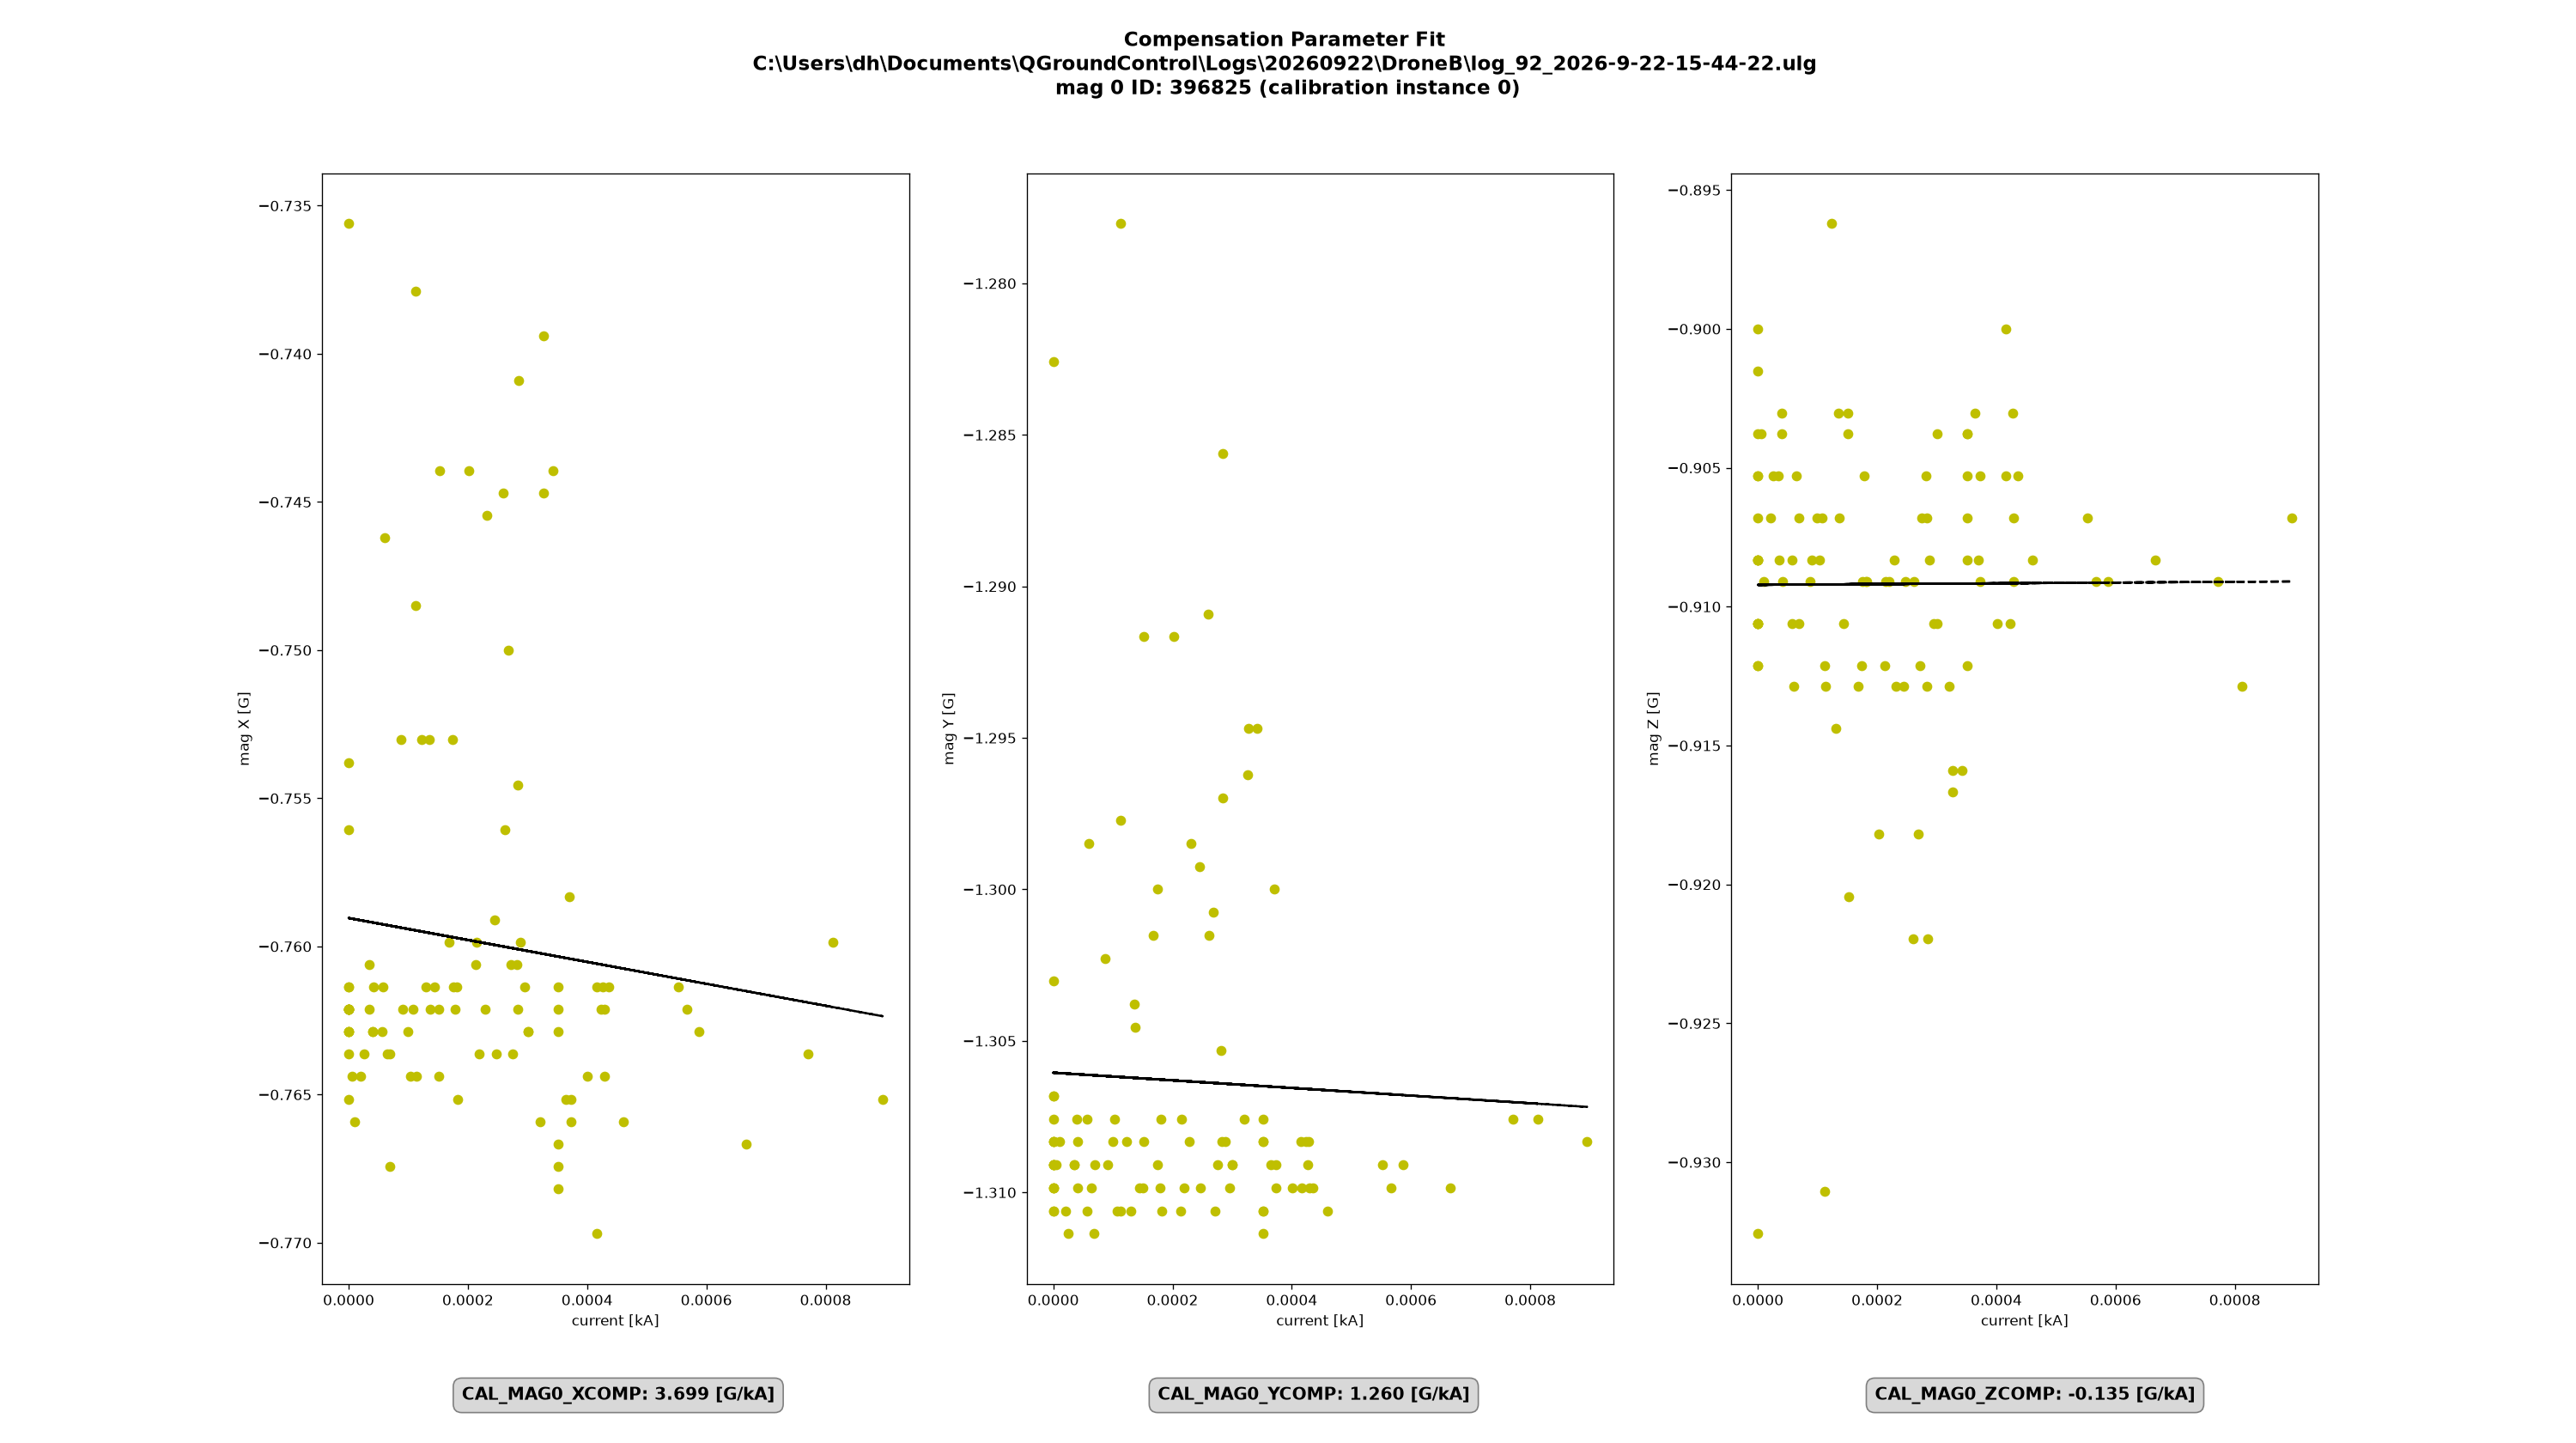 Compensation Parameter Fit
C:\Users\dh\Documents\QGroundControl\Logs\20260922\DroneB\log_92_2026-9-22-15-44-22.ulg
mag 0 ID: 396825 (calibration instance 0)
−0.735
−0.740
−0.745
−0.750
−0.755
−0.760
−0.765
−0.770
mag X [G]
0.0000 0.0002 0.0004 0.0006 0.0008
current [kA]
−1.280
−1.285
−1.290
−1.295
−1.300
−1.305
−1.310
mag Y [G]
0.0000 0.0002 0.0004 0.0006 0.0008
current [kA]
−0.895
−0.900
−0.905
−0.910
−0.915
−0.920
−0.925
−0.930
mag Z [G]
0.0000 0.0002 0.0004 0.0006 0.0008
current [kA]
CAL_MAG0_XCOMP: 3.699 [G/kA]
CAL_MAG0_YCOMP: 1.260 [G/kA]
CAL_MAG0_ZCOMP: -0.135 [G/kA]